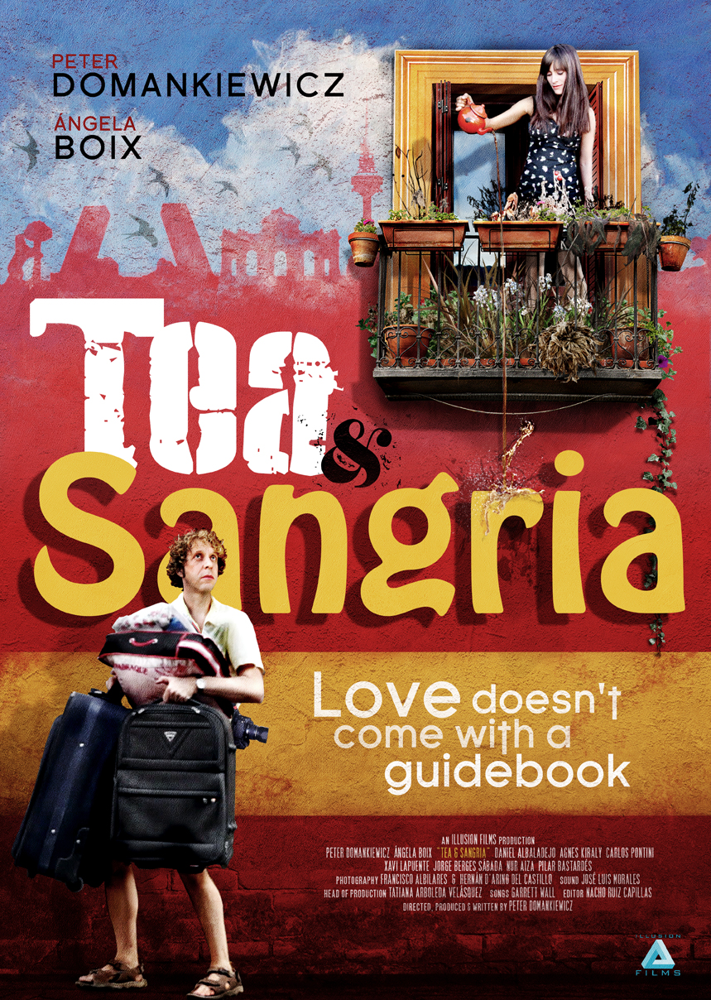 PETER
DOMANKIEWICZ
ÁNGELA
BOIX
Tea
&
Sangria
Love doesn't
come with a
guidebook
AN ILLUSION FILMS PRODUCTION
PETER DOMANKIEWICZ ÁNGELA BOIX "TEA & SANGRIA" DANIEL ALBALADEJO AGNES KIRALY CARLOS PONTINI
XAVI LAPUENTE JORGE BERGES SÁBADA NUR AIZA PILAR BASTARDÉS
PHOTOGRAPHY FRANCISCO ALBILARES & HERNÁN D'ARING DEL CASTILLO SOUND JOSÉ LUIS MORALES
HEAD OF PRODUCTION TATIANA ARBOLEDA VELÁSQUEZ SONGS GARRETT WALL EDITOR NACHO RUIZ CAPILLAS
DIRECTED, PRODUCED & WRITTEN BY PETER DOMANKIEWICZ
ILLUSION
FILMS